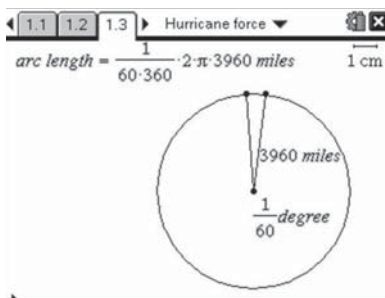 1.1 1.2 1.3 Hurricane force
arc length = 1/(60·360) ·2·π·3960 miles
1 cm
3960 miles
1/60 degree